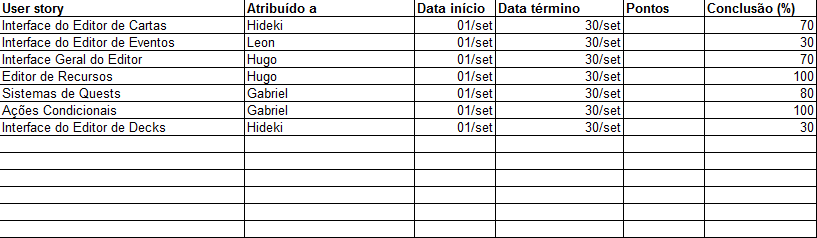 User story Atribuído a Data início Data término Pontos Conclusão (%)
Interface do Editor de Cartas Hideki 01/set 30/set 70
Interface do Editor de Eventos Leon 01/set 30/set 30
Interface Geral do Editor Hugo 01/set 30/set 70
Editor de Recursos Hugo 01/set 30/set 100
Sistemas de Quests Gabriel 01/set 30/set 80
Ações Condicionais Gabriel 01/set 30/set 100
Interface do Editor de Decks Hideki 01/set 30/set 30